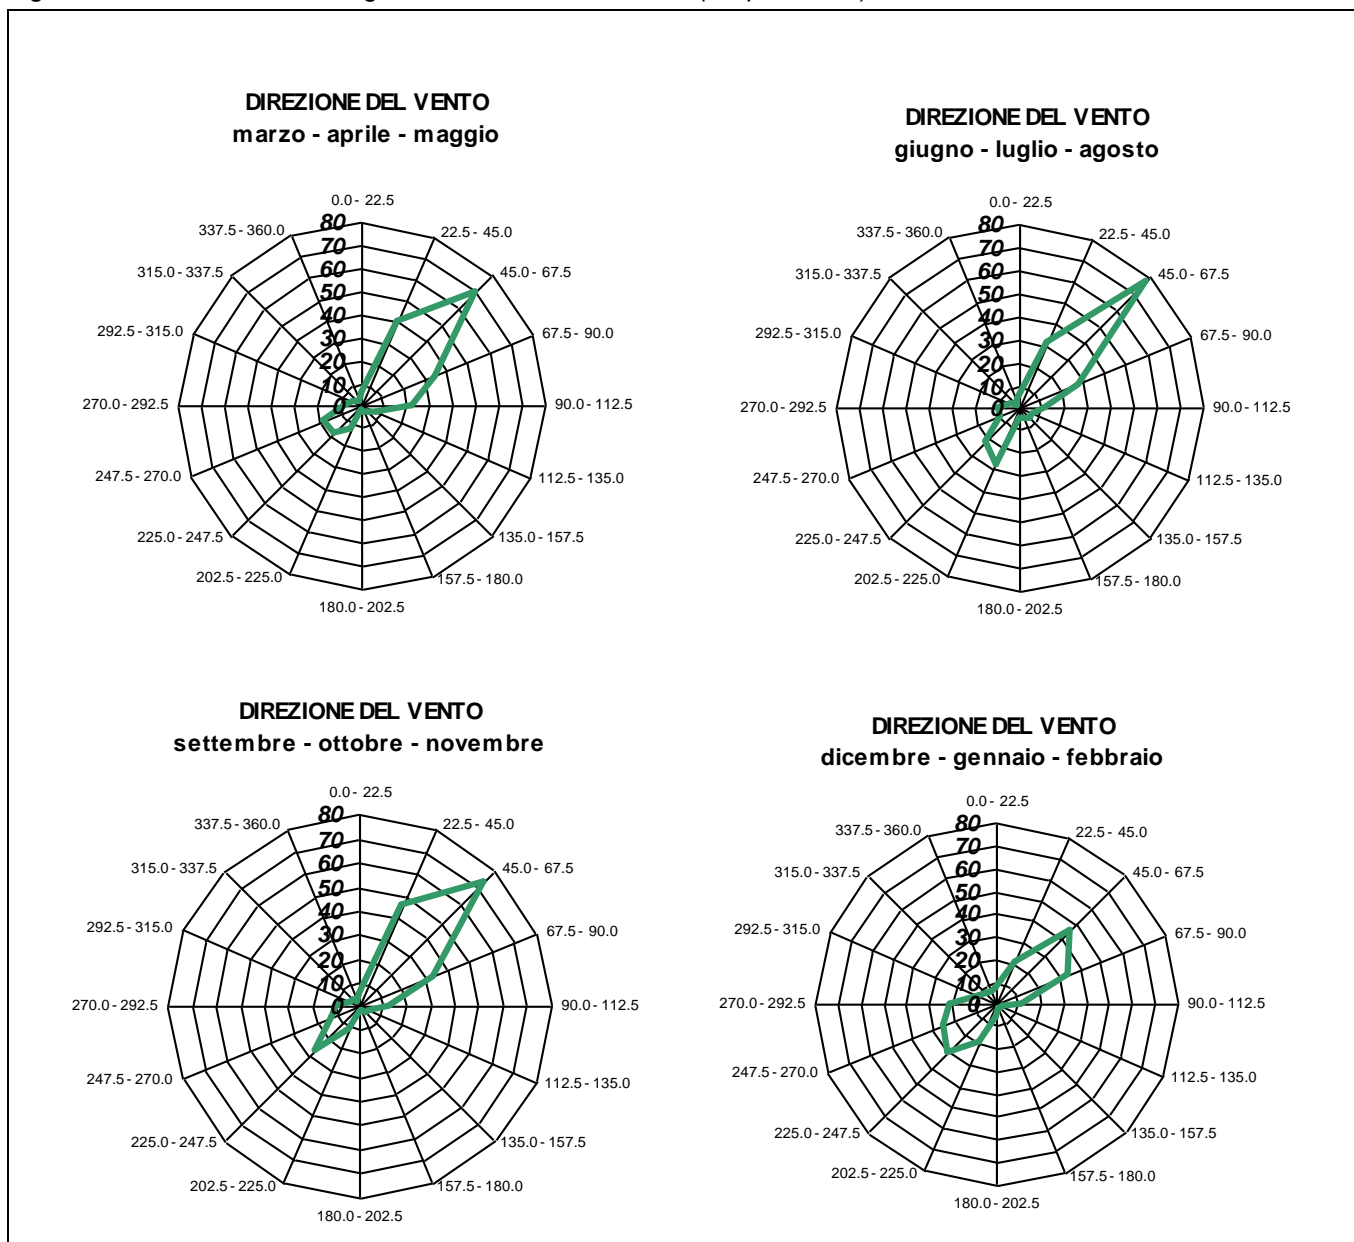 DIREZIONE DEL VENTO
marzo - aprile - maggio
0.0 - 22.5
22.5 - 45.0
45.0 - 67.5
67.5 - 90.0
90.0 - 112.5
112.5 - 135.0
135.0 - 157.5
157.5 - 180.0
180.0 - 202.5
202.5 - 225.0
225.0 - 247.5
247.5 - 270.0
270.0 - 292.5
292.5 - 315.0
315.0 - 337.5
337.5 - 360.0
80
70
60
50
40
30
20
10
0
DIREZIONE DEL VENTO
giugno - luglio - agosto
0.0 - 22.5
22.5 - 45.0
45.0 - 67.5
67.5 - 90.0
90.0 - 112.5
112.5 - 135.0
135.0 - 157.5
157.5 - 180.0
180.0 - 202.5
202.5 - 225.0
225.0 - 247.5
247.5 - 270.0
270.0 - 292.5
292.5 - 315.0
315.0 - 337.5
337.5 - 360.0
80
70
60
50
40
30
20
10
0
DIREZIONE DEL VENTO
settembre - ottobre - novembre
0.0 - 22.5
22.5 - 45.0
45.0 - 67.5
67.5 - 90.0
90.0 - 112.5
112.5 - 135.0
135.0 - 157.5
157.5 - 180.0
180.0 - 202.5
202.5 - 225.0
225.0 - 247.5
247.5 - 270.0
270.0 - 292.5
292.5 - 315.0
315.0 - 337.5
337.5 - 360.0
80
70
60
50
40
30
20
10
0
DIREZIONE DEL VENTO
dicembre - gennaio - febbraio
0.0 - 22.5
22.5 - 45.0
45.0 - 67.5
67.5 - 90.0
90.0 - 112.5
112.5 - 135.0
135.0 - 157.5
157.5 - 180.0
180.0 - 202.5
202.5 - 225.0
225.0 - 247.5
247.5 - 270.0
270.0 - 292.5
292.5 - 315.0
315.0 - 337.5
337.5 - 360.0
80
70
60
50
40
30
20
10
0